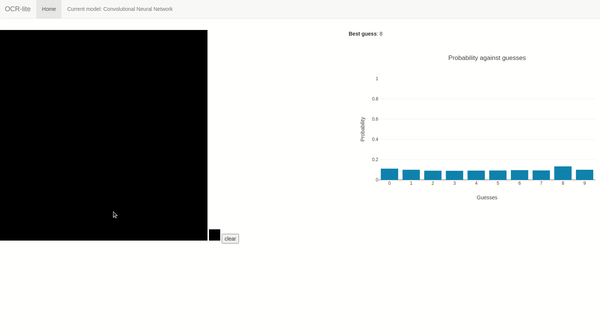 OCR-lite Home Current model: Convolutional Neural Network
Best guess: 8
Probability against guesses
1
0.8
0.6
0.4
0.2
0
Probability
0 1 2 3 4 5 6 7 8 9
Guesses
clear